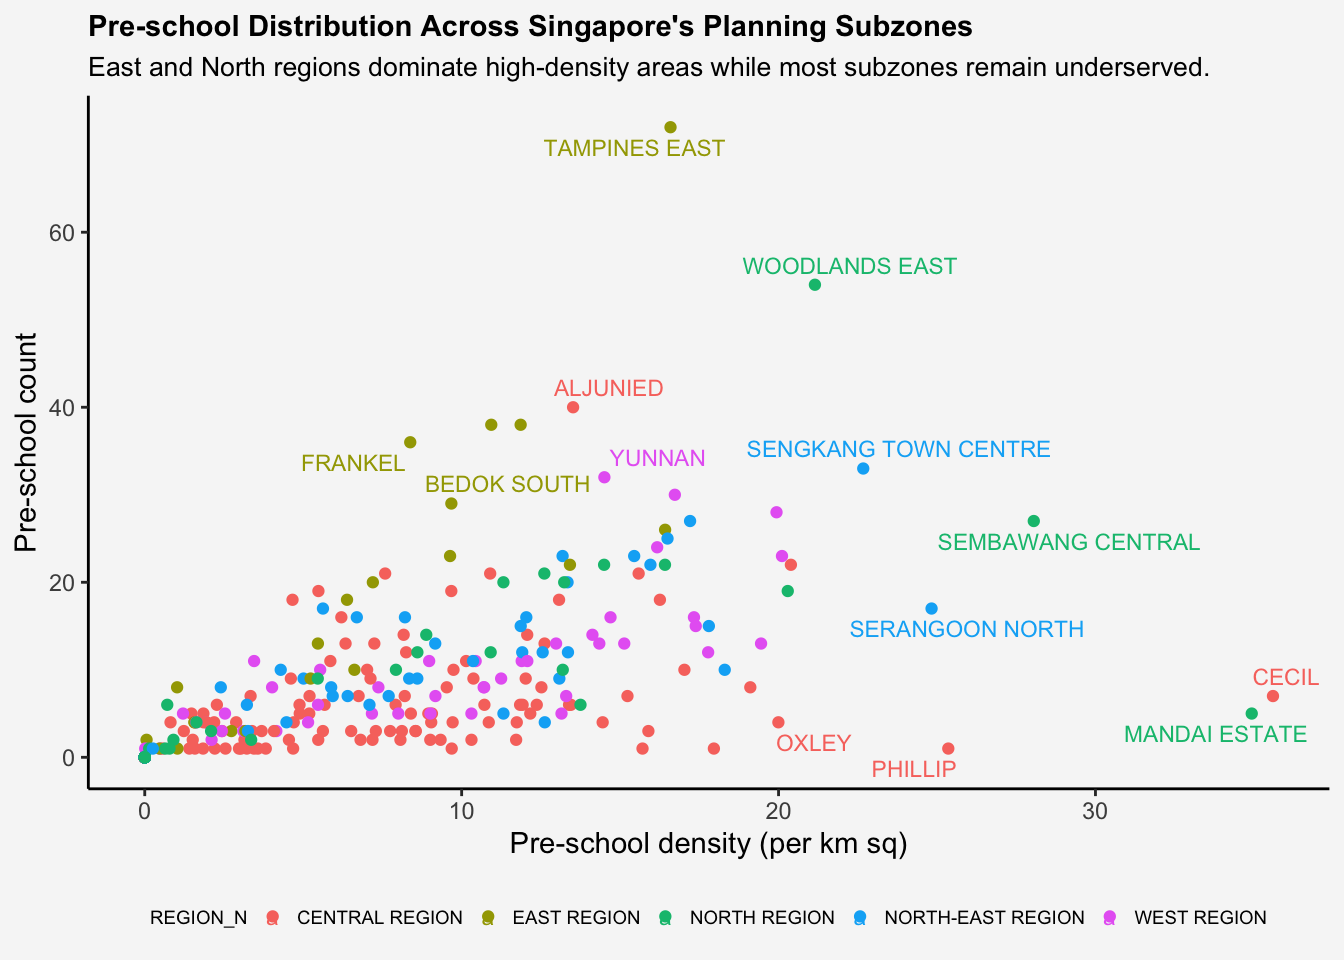 Pre-school Distribution Across Singapore's Planning Subzones
East and North regions dominate high-density areas while most subzones remain underserved.
TAMPINES EAST
60
WOODLANDS EAST
ALJUNIED
40
FRANKEL
YUNNAN
SENGKANG TOWN CENTRE
BEDOK SOUTH
Pre-school count
SEMBAWANG CENTRAL
20
SERANGOON NORTH
CECIL
MANDAI ESTATE
OXLEY
0
PHILLIP
0 10 20 30
Pre-school density (per km sq)
REGION_N a CENTRAL REGION a EAST REGION a NORTH REGION a NORTH-EAST REGION a WEST REGION